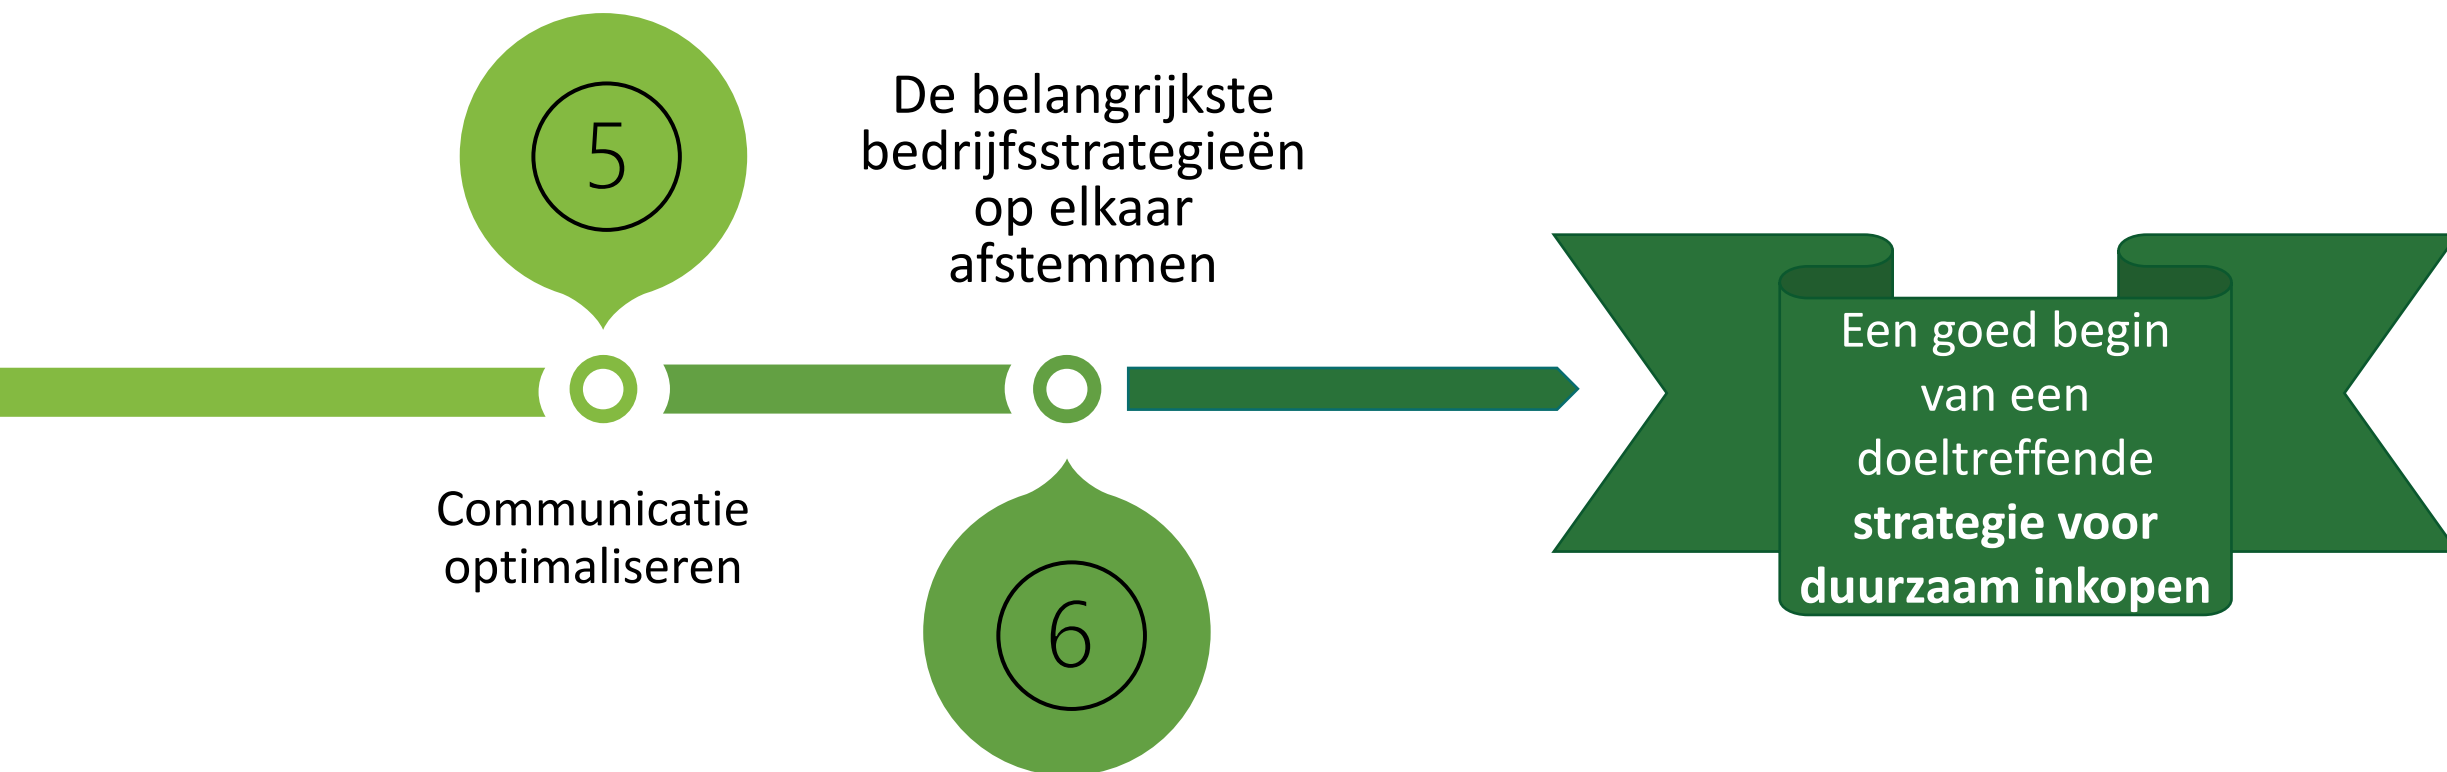 5
Communicatie
optimaliseren
De belangrijkste
bedrijfsstrategieën
op elkaar
afstemmen
6
Een goed begin
van een
doeltreffende
strategie voor
duurzaam inkopen